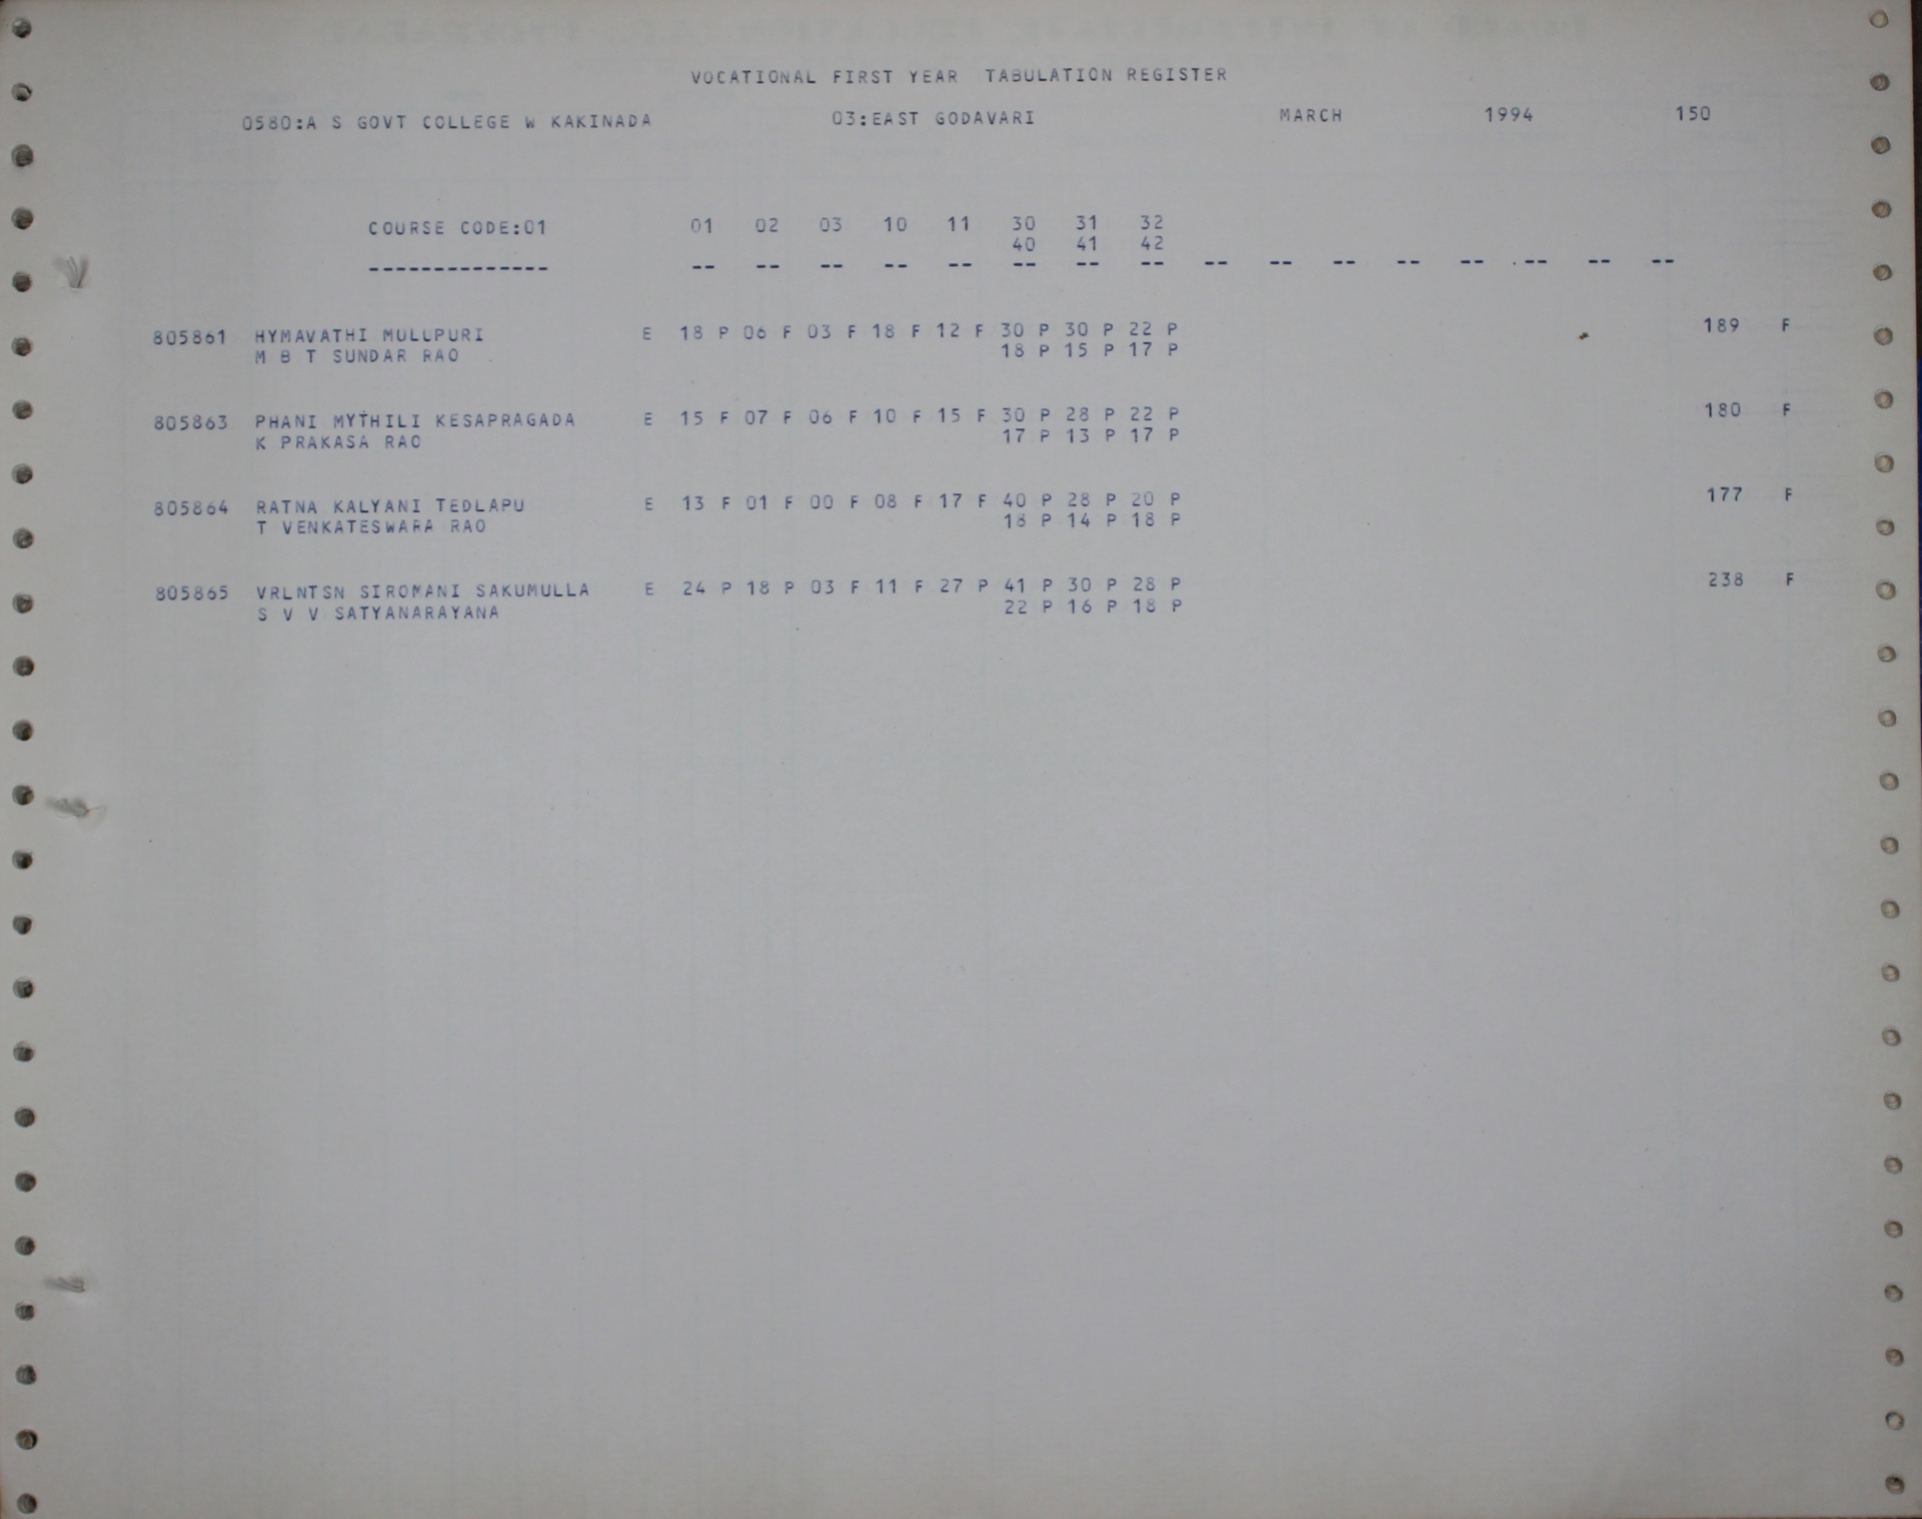 VOCATIONAL FIRST YEAR TABULATION REGISTER
0580:A S GOVT COLLEGE W KAKINADA 03:EAST GODAVARI MARCH 1994 150
COURSE CODE:01 01 02 03 10 11 30 31 32
40 41 42
-------------- -- -- -- -- -- -- -- -- -- -- -- -- -- -- -- --
805861 HYMAVATHI MULLPURI E 18 P 06 F 03 F 18 F 12 F 30 P 30 P 22 P 189 F
M B T SUNDAR RAO 18 P 15 P 17 P
805863 PHANI MYTHILI KESAPRAGADA E 15 F 07 F 06 F 10 F 15 F 30 P 28 P 22 P 180 F
K PRAKASA RAO 17 P 13 P 17 P
805864 RATNA KALYANI TEDLAPU E 13 F 01 F 00 F 08 F 17 F 40 P 28 P 20 P 177 F
T VENKATESWARA RAO 18 P 14 P 18 P
805865 VRLNTSN SIROMANI SAKUMULLA E 24 P 18 P 03 F 11 F 27 P 41 P 30 P 28 P 238 F
S V V SATYANARAYANA 22 P 16 P 18 P